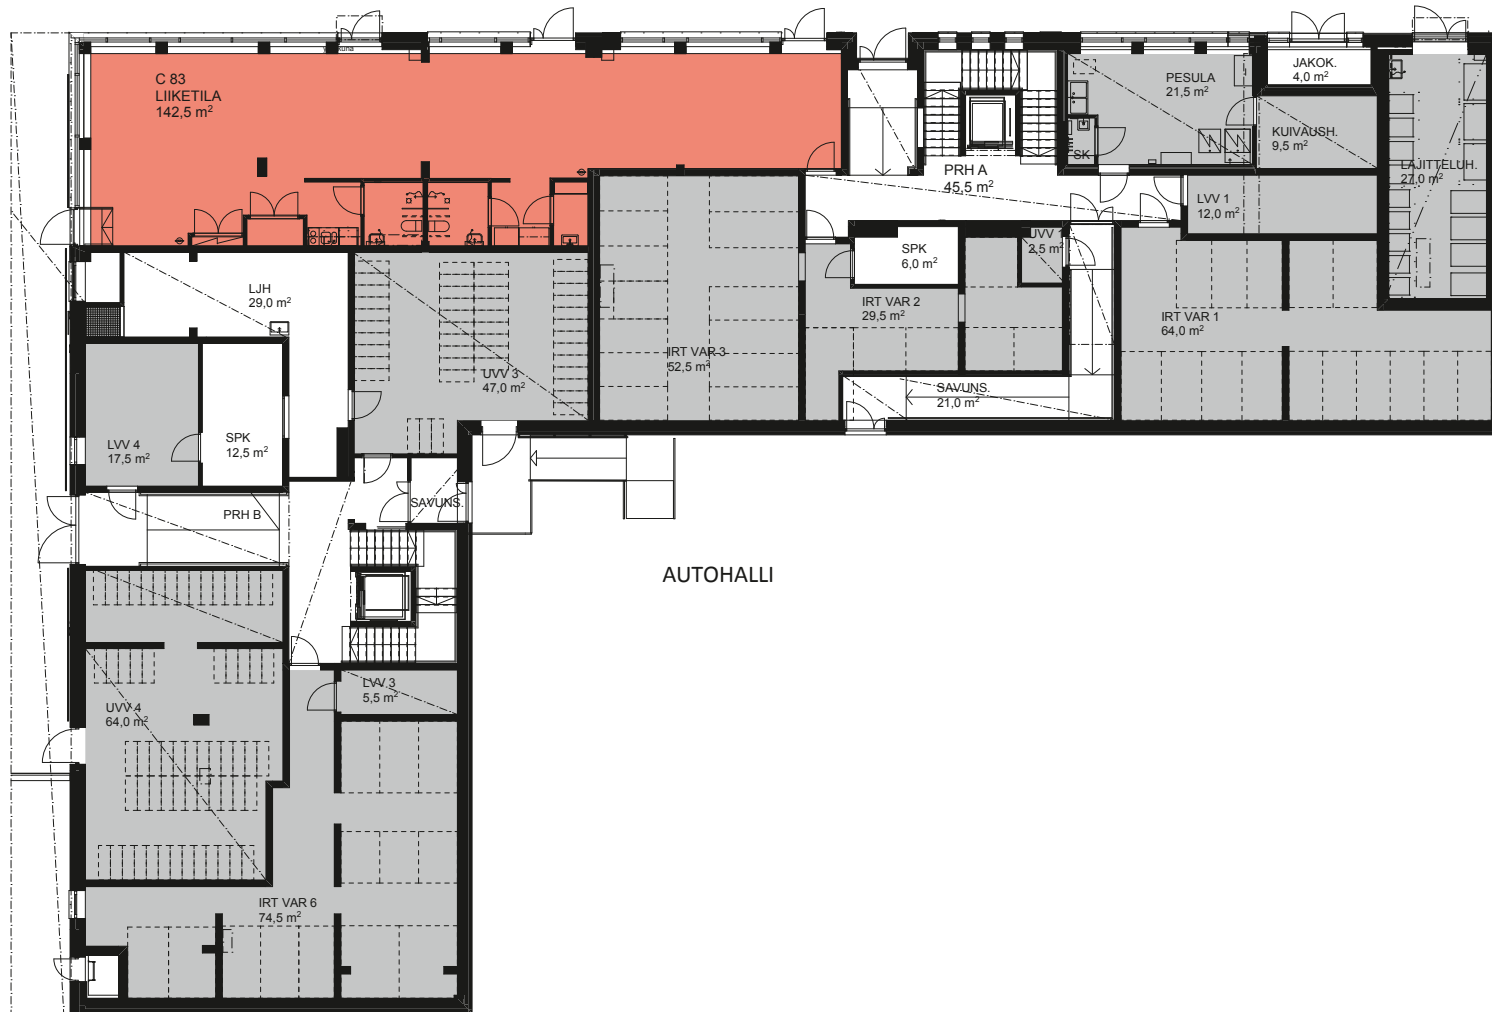 C 83
LIIKETILA
142,5 m²
PESULA
21,5 m²
JAKOK.
4,0 m²
KUIVAUSH.
9,5 m²
LAJITTELUH.
27,0 m²
SK
PRH A
45,5 m²
LVV 1
12,0 m²
SPK
6,0 m²
UVV
2,5 m²
LJH
29,0 m²
IRT VAR 2
29,5 m²
IRT VAR 1
64,0 m²
IRT VAR 3
52,5 m²
UVV 3
47,0 m²
SAVUNS.
21,0 m²
LVV 4
17,5 m²
SPK
12,5 m²
SAVUNS.
PRH B
AUTOHALLI
LVV 3
5,5 m²
UVV 4
64,0 m²
IRT VAR 6
74,5 m²